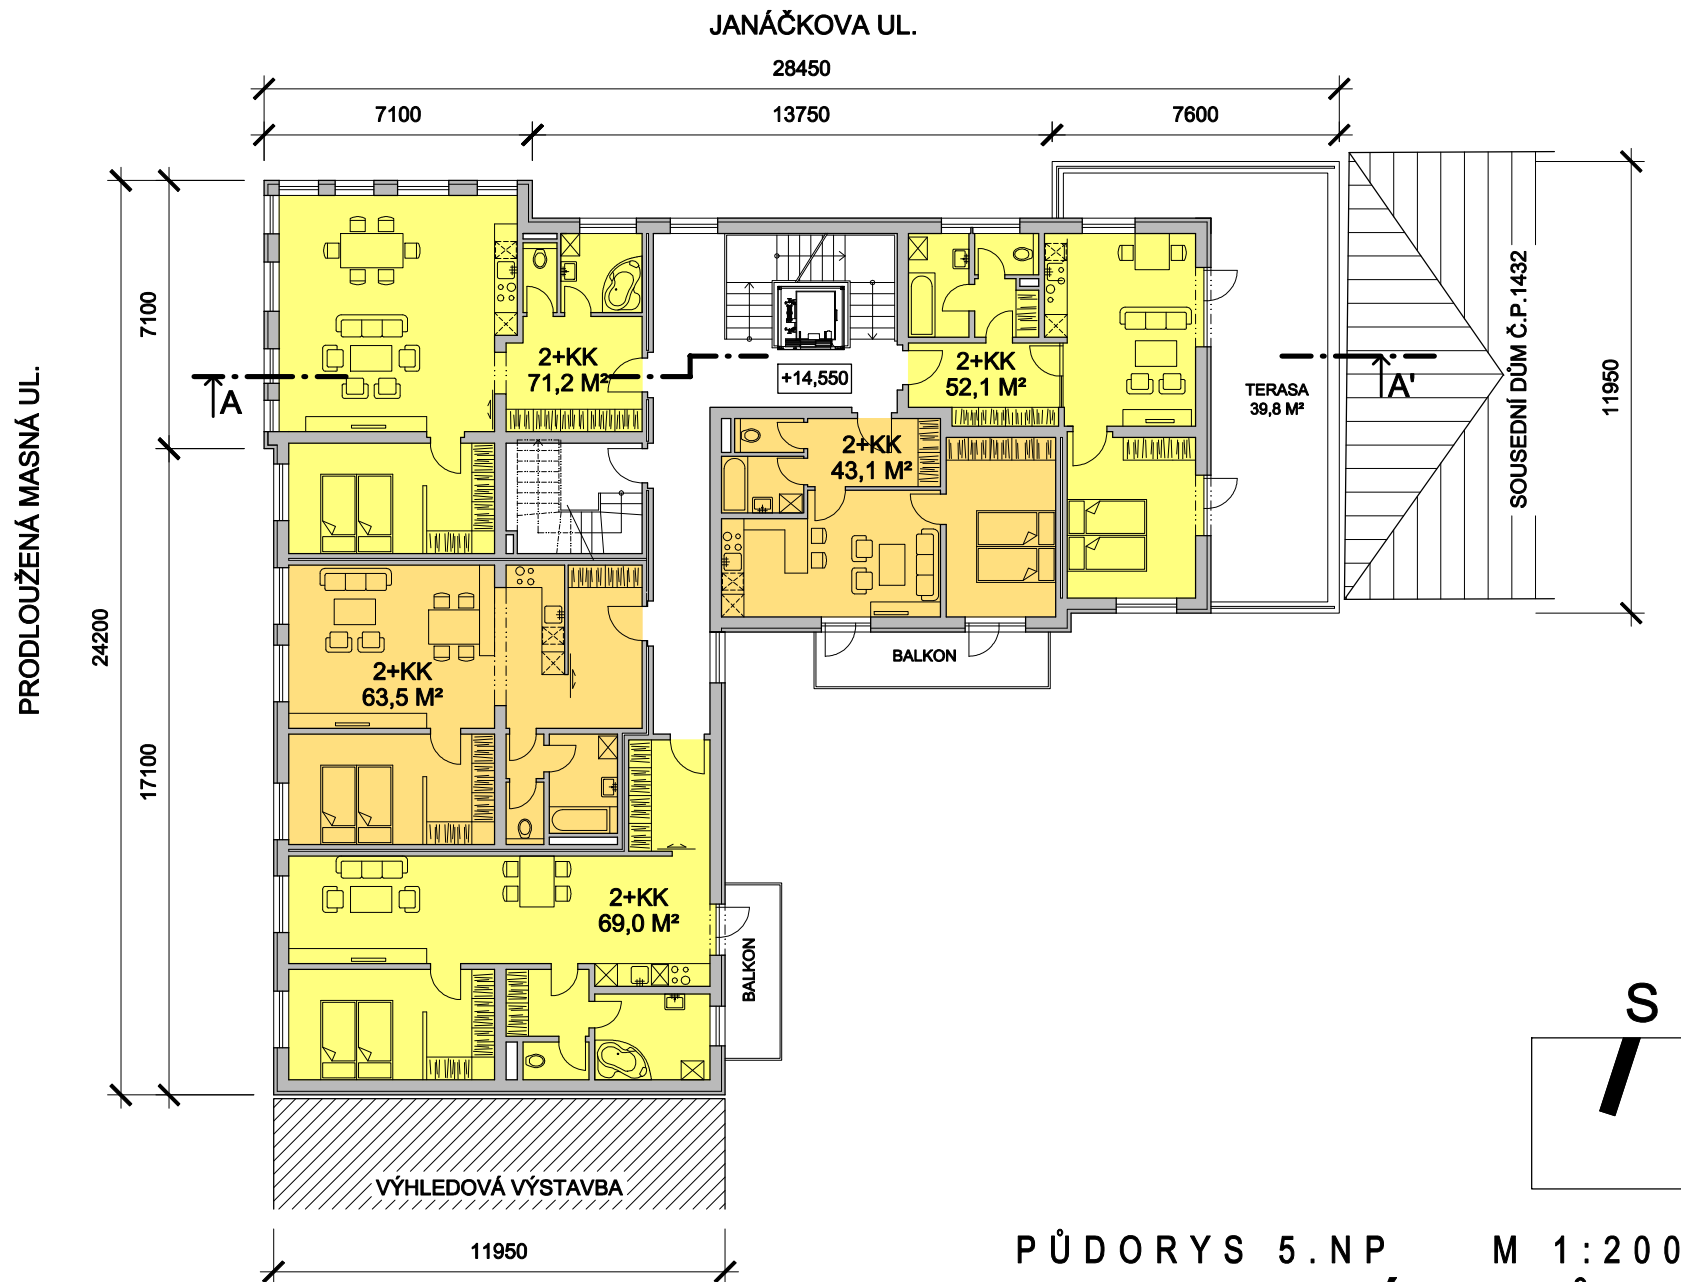 JANÁČKOVA UL.
28450
7100
13750
7600
PRODLOUŽENÁ MASNÁ UL.
24200
7100
17100
11950
SOUSEDNÍ DŮM Č.P.1432
2+KK
71,2 M²
+14,550
2+KK
52,1 M²
TERASA
39,8 M²
A
A'
2+KK
43,1 M²
BALKON
2+KK
63,5 M²
2+KK
69,0 M²
BALKON
VÝHLEDOVÁ VÝSTAVBA
11950
S
PŮDORYS 5.NP M 1:200